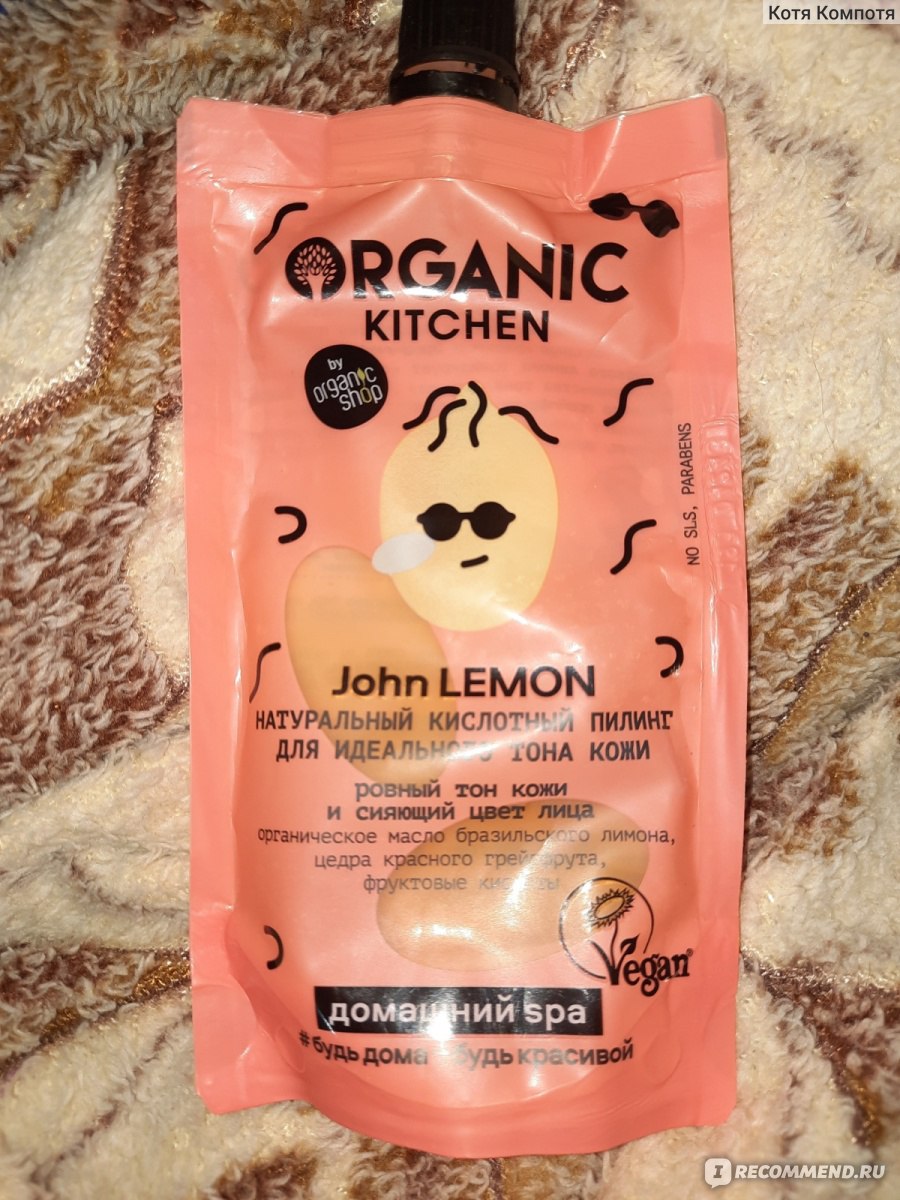 Котя Компотя
ORGANIC
KITCHEN
by
organic
shop
NO SLS, PARABENS
John LEMON
НАТУРАЛЬНЫЙ КИСЛОТНЫЙ ПИЛИНГ
ДЛЯ ИДЕАЛЬНОГО ТОНА КОЖИ
ровный тон кожи
и сияющий цвет лица
органическое масло бразильского лимона,
цедра красного грейпфрута,
фруктовые кислоты
Vegan
домашний spa
#будь дома - будь красивой
IRECOMMEND.RU